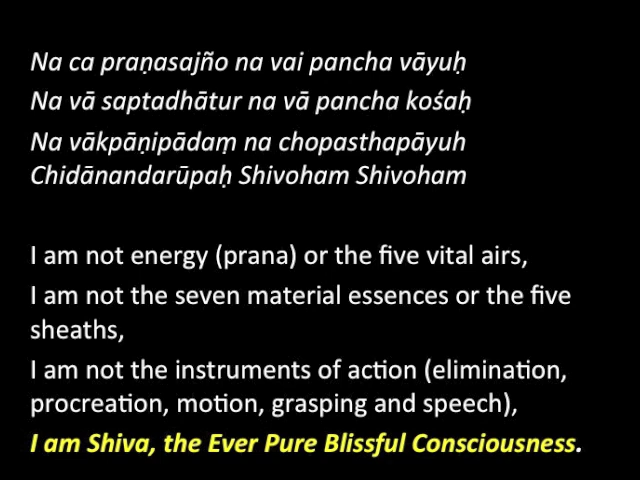 Na ca praṇasajño na vai pancha vāyuḥ
Na vā saptadhātur na vā pancha kośaḥ
Na vākpāṇipādaṃ na chopasthapāyuh
Chidānandarūpaḥ Shivoham Shivoham
I am not energy (prana) or the five vital airs,
I am not the seven material essences or the five
sheaths,
I am not the instruments of action (elimination,
procreation, motion, grasping and speech),
I am Shiva, the Ever Pure Blissful Consciousness.